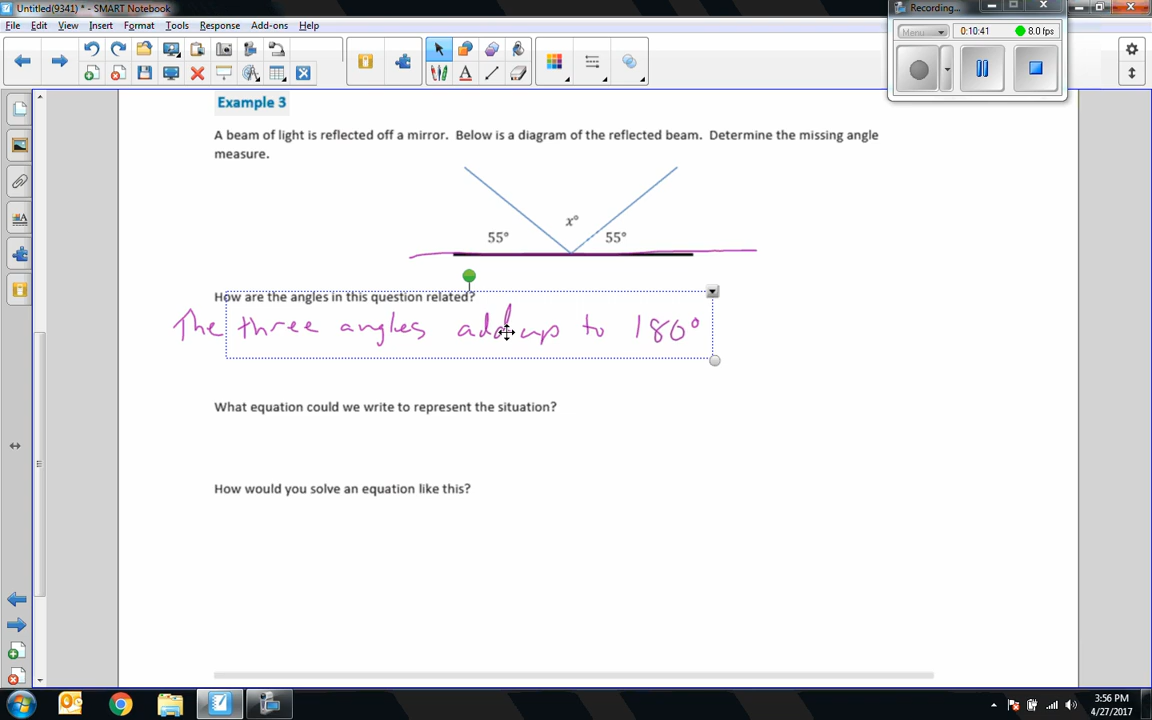 Untitled(9341) * - SMART Notebook
Recording...
File Edit View Insert Format Tools Response Add-ons Help
Menu 0:10:41 8.0 fps
Example 3
A beam of light is reflected off a mirror. Below is a diagram of the reflected beam. Determine the missing angle
measure.
x°
55° 55°
How are the angles in this question related?
The three angles add up to 180°
What equation could we write to represent the situation?
How would you solve an equation like this?
3:56 PM
4/27/2017